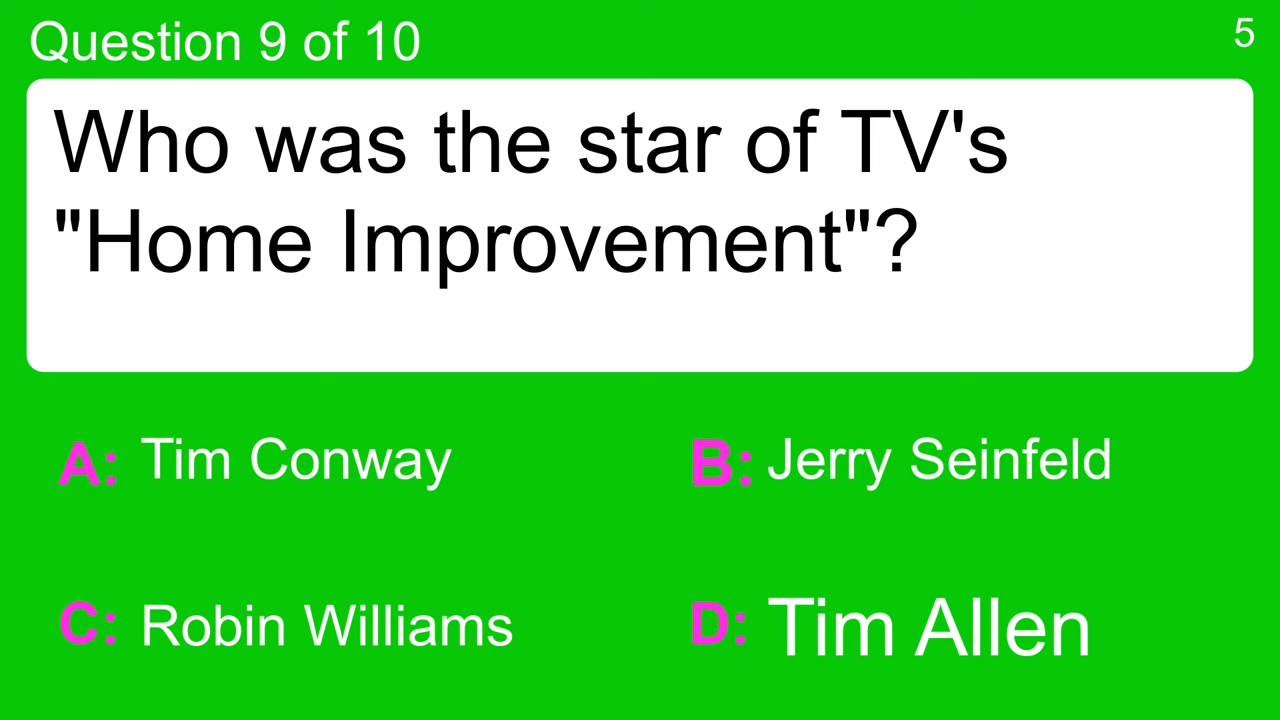 Question 9 of 10
5
Who was the star of TV's
"Home Improvement"?
A: Tim Conway
B: Jerry Seinfeld
C: Robin Williams
D: Tim Allen